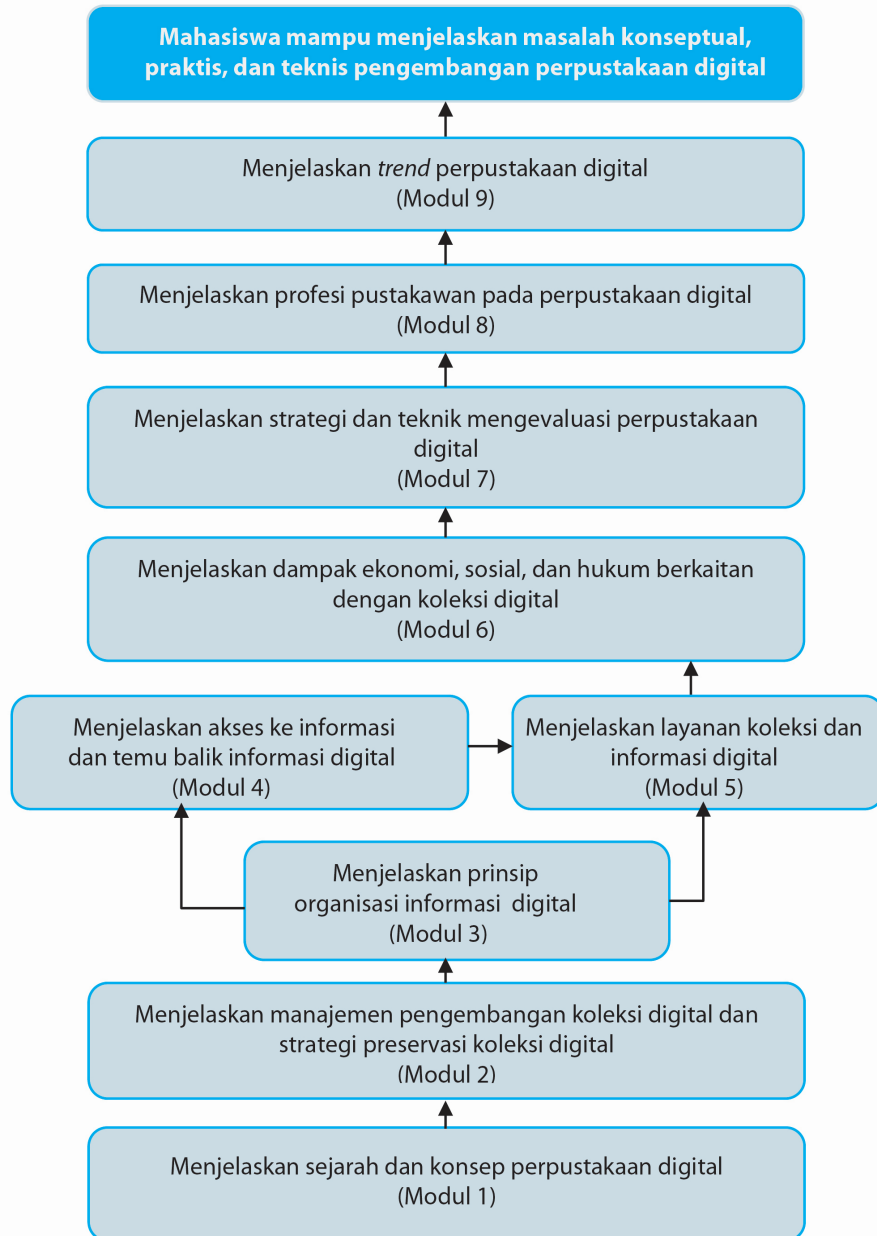 Mahasiswa mampu menjelaskan masalah konseptual,
praktis, dan teknis pengembangan perpustakaan digital
Menjelaskan trend perpustakaan digital
(Modul 9)
Menjelaskan profesi pustakawan pada perpustakaan digital
(Modul 8)
Menjelaskan strategi dan teknik mengevaluasi perpustakaan
digital
(Modul 7)
Menjelaskan dampak ekonomi, sosial, dan hukum berkaitan
dengan koleksi digital
(Modul 6)
Menjelaskan akses ke informasi
dan temu balik informasi digital
(Modul 4)
Menjelaskan layanan koleksi dan
informasi digital
(Modul 5)
Menjelaskan prinsip
organisasi informasi digital
(Modul 3)
Menjelaskan manajemen pengembangan koleksi digital dan
strategi preservasi koleksi digital
(Modul 2)
Menjelaskan sejarah dan konsep perpustakaan digital
(Modul 1)